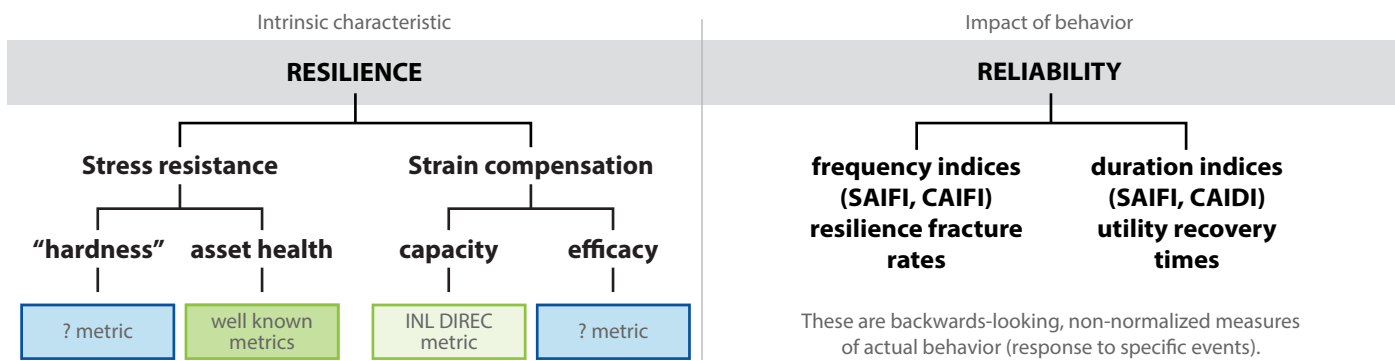 Intrinsic characteristic
RESILIENCE
Stress resistance
Strain compensation
“hardness”
asset health
capacity
efficacy
? metric
well known
metrics
INL DIREC
metric
? metric
Impact of behavior
RELIABILITY
frequency indices
(SAIFI, CAIFI)
resilience fracture
rates
duration indices
(SAIFI, CAIDI)
utility recovery
times
These are backwards-looking, non-normalized measures
of actual behavior (response to specific events).